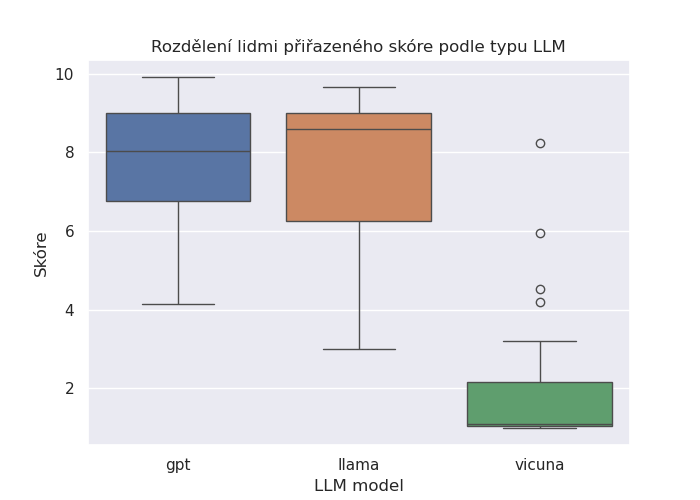 Rozdělení lidmi přiřazeného skóre podle typu LLM
10
8
6
4
2
Skóre
gpt
llama
vicuna
LLM model